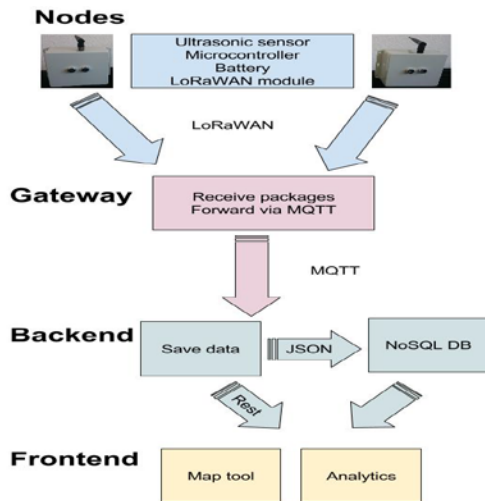 Nodes
Ultrasonic sensor
Microcontroller
Battery
LoRaWAN module
LoRaWAN
Gateway
Receive packages
Forward via MQTT
MQTT
Backend
Save data
JSON
NoSQL DB
Rest
Frontend
Map tool
Analytics